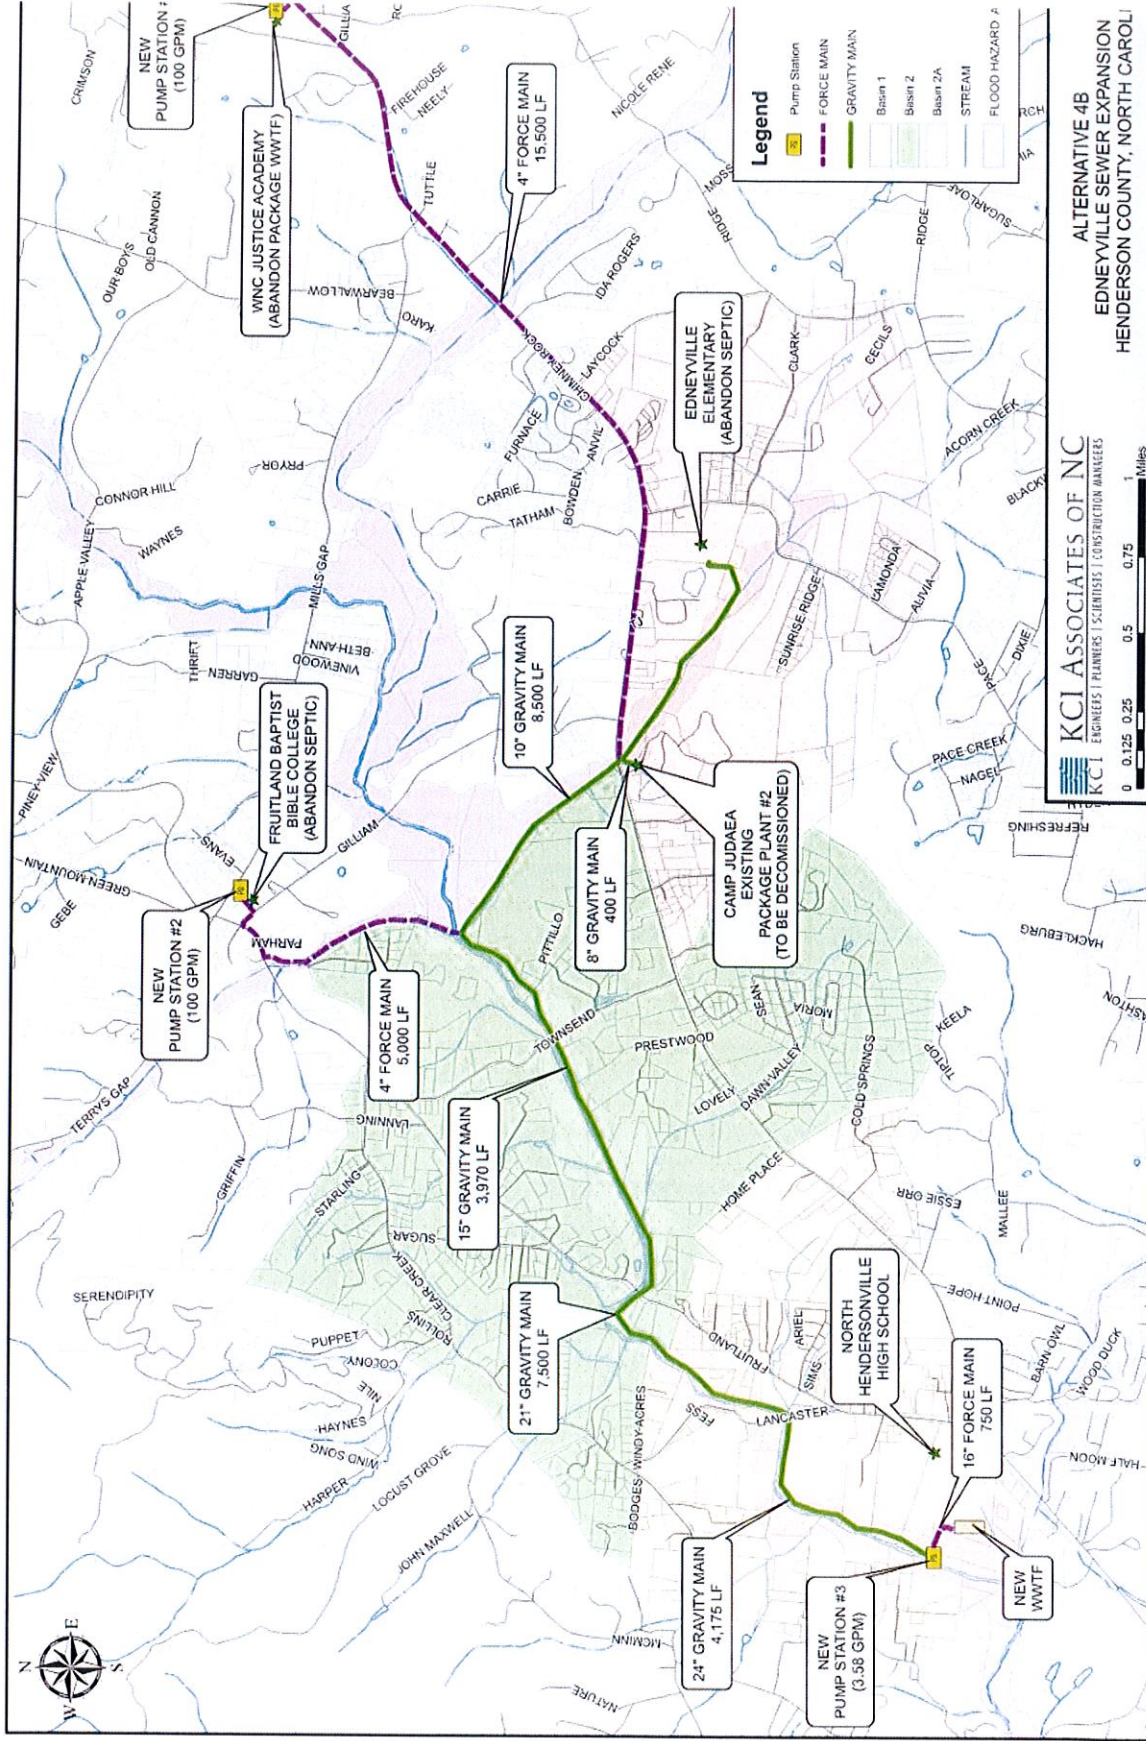 NEW
PUMP STATION #
(100 GPM)
CRIMSON
GILLIA
FIREHOUSE
NEELY
WNC JUSTICE ACADEMY
(ABANDON PACKAGE WWTF)
OLD CANNON
OUR BOYS
TUTTLE
BEARWALLOW
KARO
4" FORCE MAIN
15,500 LF
NICOLE RENE
MOSS
RIDGE
IDA ROGERS
LAYCOCK
CHIMNEY ROCK
FURNACE
ANVIL
BOWDEN
CARRIE
TATHAM
PRYOR
CONNOR HILL
WAYNES
APPLE VALLEY
MILLS GAP
BETH-ANN
VINEWOOD
GARREN
THRIFT
PINEY-VIEW
EVANS
GREEN MOUNTAIN
GEBE
FRUITLAND BAPTIST
BIBLE COLLEGE
(ABANDON SEPTIC)
GILLIAM
PARHAM
NEW
PUMP STATION #2
(100 GPM)
TERRYS GAP
GRIFFIN
4" FORCE MAIN
5,000 LF
10" GRAVITY MAIN
8,500 LF
EDNEYVILLE
ELEMENTARY
(ABANDON SEPTIC)
CLARK
CECILS
RIDGE
SUGARLOAF
ACORN CREEK
BLACKW
LAMONDA
ALIVIA
SUNRISE RIDGE
PACE
DIXIE
PACE CREEK
NAGEL
REFRESHING
HACKLEBURG
ASHTON
8" GRAVITY MAIN
400 LF
CAMP JUDAEA
EXISTING
PACKAGE PLANT #2
(TO BE DECOMISSIONED)
PITTILLO
TOWNSEND
PRESTWOOD
SEAN
MORIA
LOVELY
DAWN-VALLEY
COLD SPRINGS
TIPTOP
KEELA
HOME PLACE
ESSIE ORR
MALLEE
15" GRAVITY MAIN
3,970 LF
LANNING
STARLING
SUGAR
CLEAR CREEK
ROLLINS
SERENDIPITY
PUPPET
COLONY
NILE
HAYNES
WIND SONG
HARPER
LOCUST GROVE
JOHN MAXWELL
21" GRAVITY MAIN
7,500 LF
BODGES
WINDY-ACRES
FESS
FRUITLAND
ARIEL
SIMS
LANCASTER
NORTH
HENDERSONVILLE
HIGH SCHOOL
POINT HOPE
BARN OWL
WOOD DUCK
HALF MOON
16" FORCE MAIN
750 LF
24" GRAVITY MAIN
4,175 LF
MCMINN
NATURE
NEW
PUMP STATION #3
(3.58 GPM)
NEW
WWTF
N
E
S
W
Legend
PS Pump Station
FORCE MAIN
GRAVITY MAIN
Basin 1
Basin 2
Basin 2A
STREAM
FLOOD HAZARD A
ALTERNATIVE 4B
EDNEYVILLE SEWER EXPANSION
HENDERSON COUNTY, NORTH CAROLI
KCI ASSOCIATES OF NC
ENGINEERS | PLANNERS | SCIENTISTS | CONSTRUCTION MANAGERS
KCI
0 0.125 0.25 0.5 0.75 1
Miles